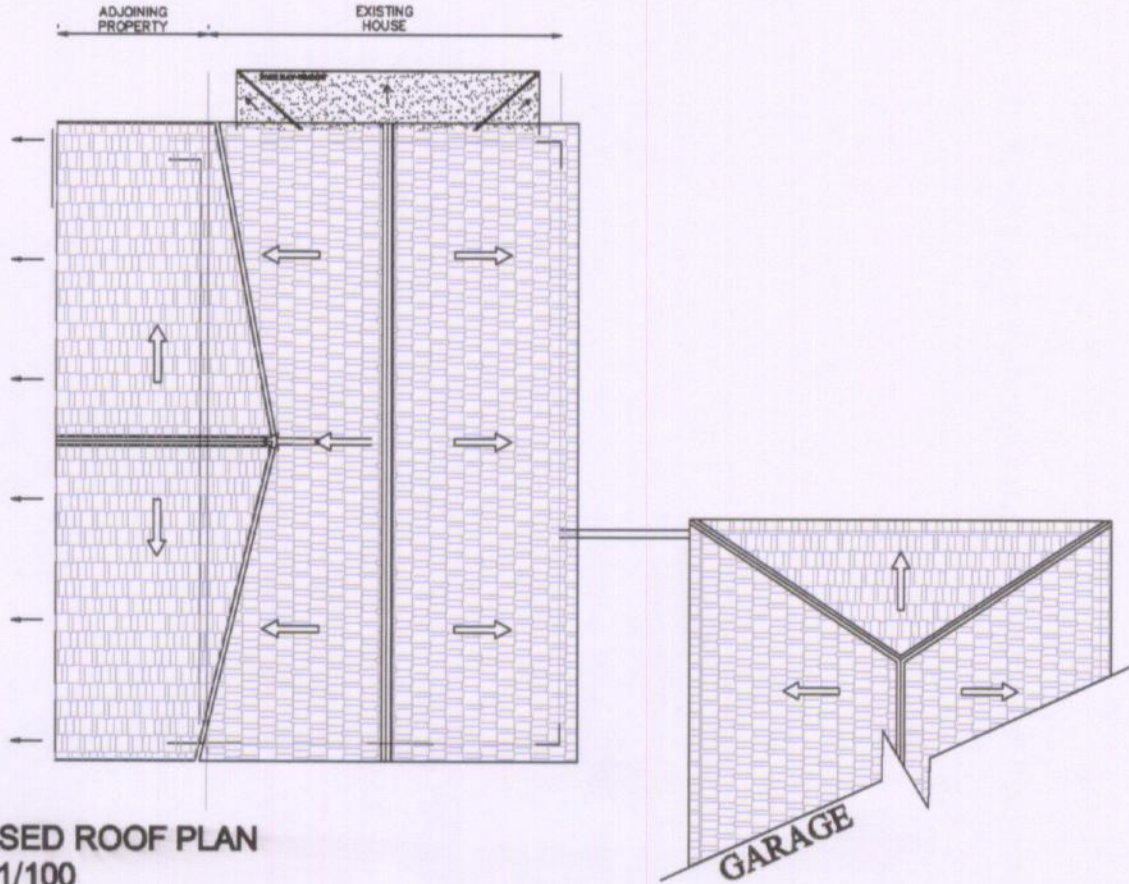 ADJOINING
PROPERTY
EXISTING
HOUSE
GARAGE
SED ROOF PLAN
1/100